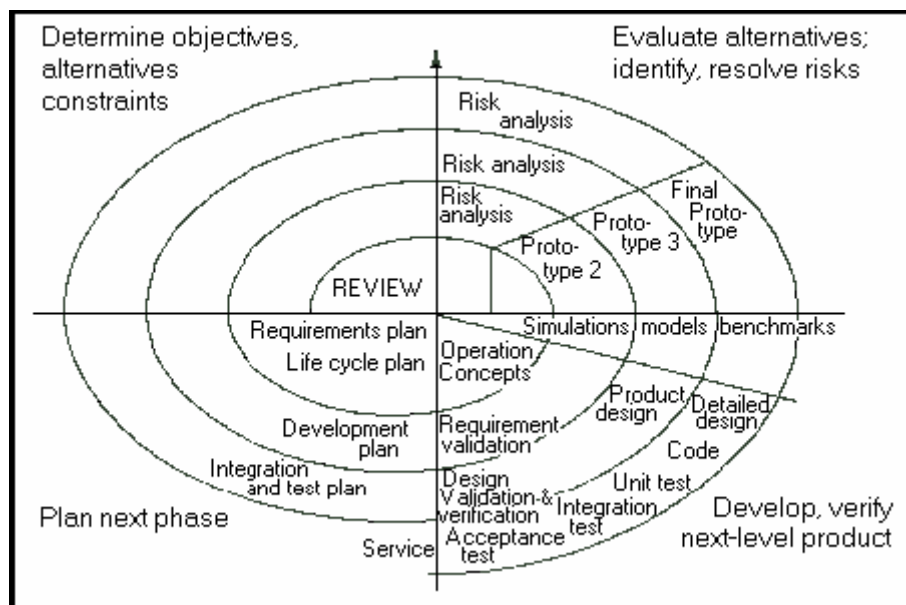 Determine objectives,
alternatives
constraints
Evaluate alternatives;
identify, resolve risks
Risk
analysis
Risk analysis
Risk
analysis
Final
Proto-
type
Proto-
type 3
Proto-
type 2
REVIEW
Requirements plan
Life cycle plan
Simulations models benchmarks
Operation
Concepts
Product
design
Detailed
design
Development
plan
Requirement
validation
Code
Integration
and test plan
Design
Validation &
verification
Unit test
Integration
test
Acceptance
test
Service
Plan next phase
Develop, verify
next-level product